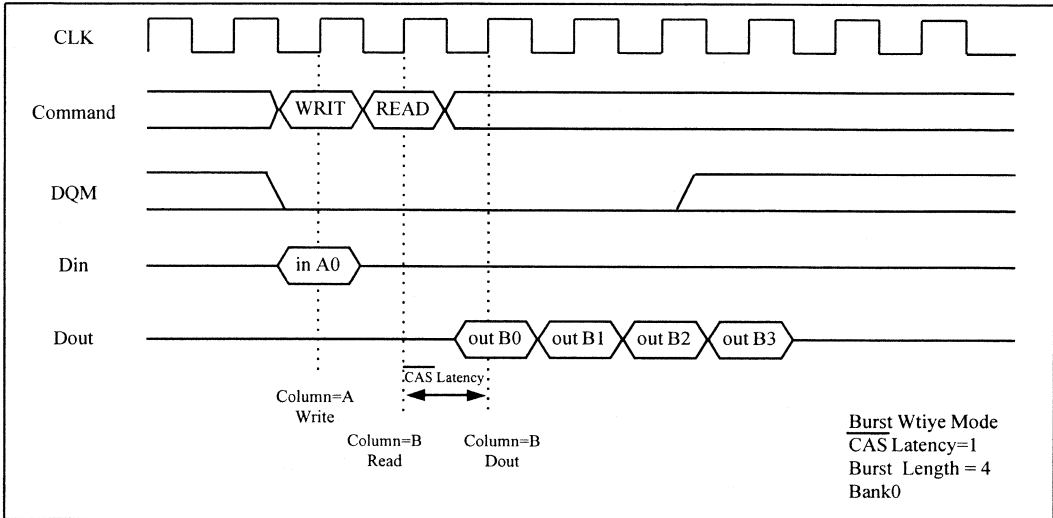 CLK
Command
WRIT
READ
DQM
Din
in A0
Dout
out B0
out B1
out B2
out B3
CAS Latency
Column=A
Write
Column=B
Read
Column=B
Dout
Burst Wtiye Mode
CAS Latency=1
Burst Length = 4
Bank0